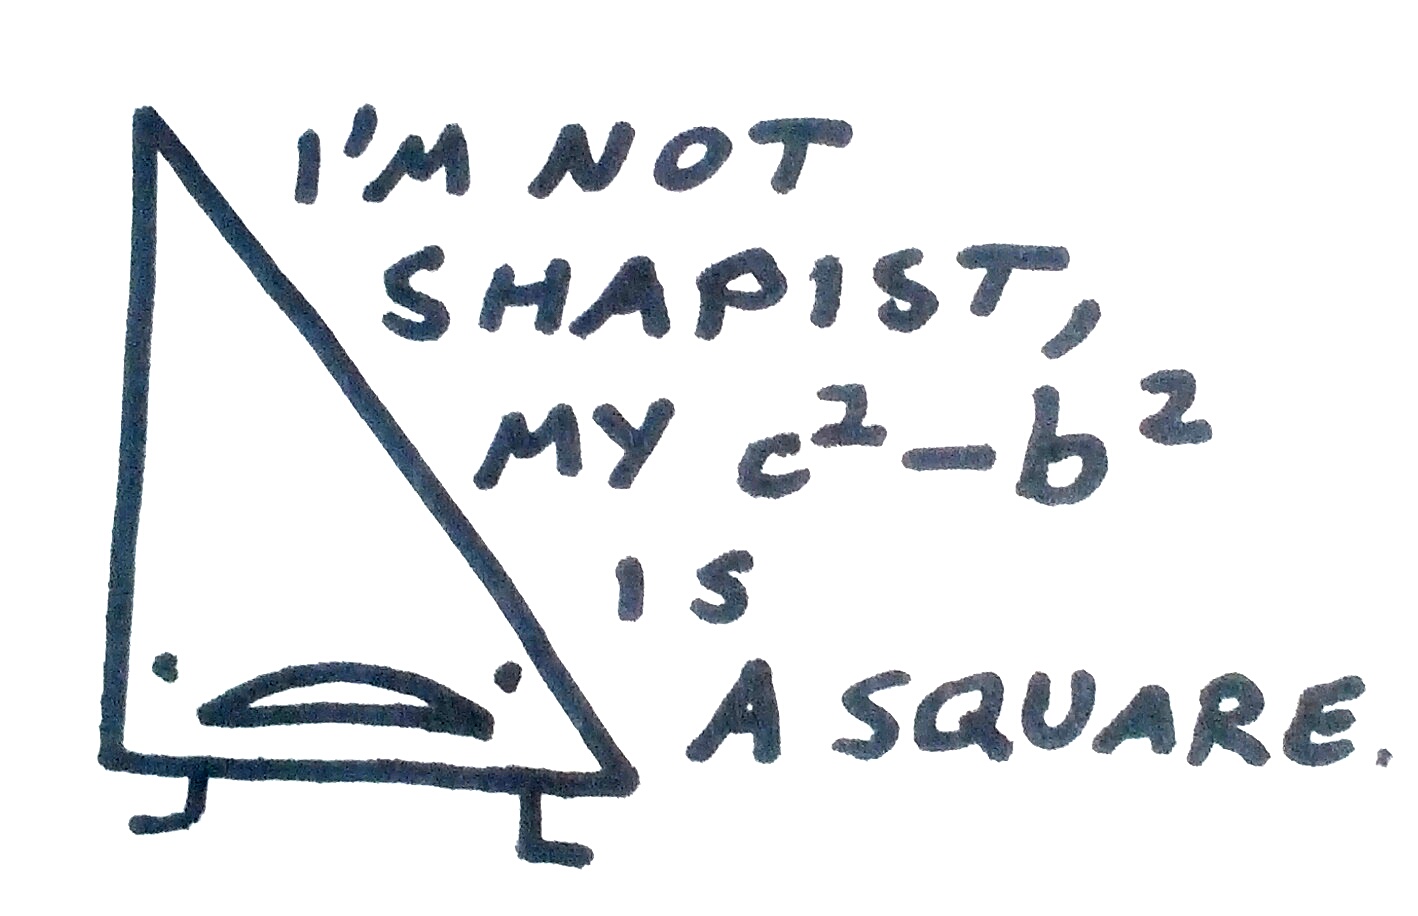 I'M NOT
SHAPIST,
MY c²-b²
IS
A SQUARE.